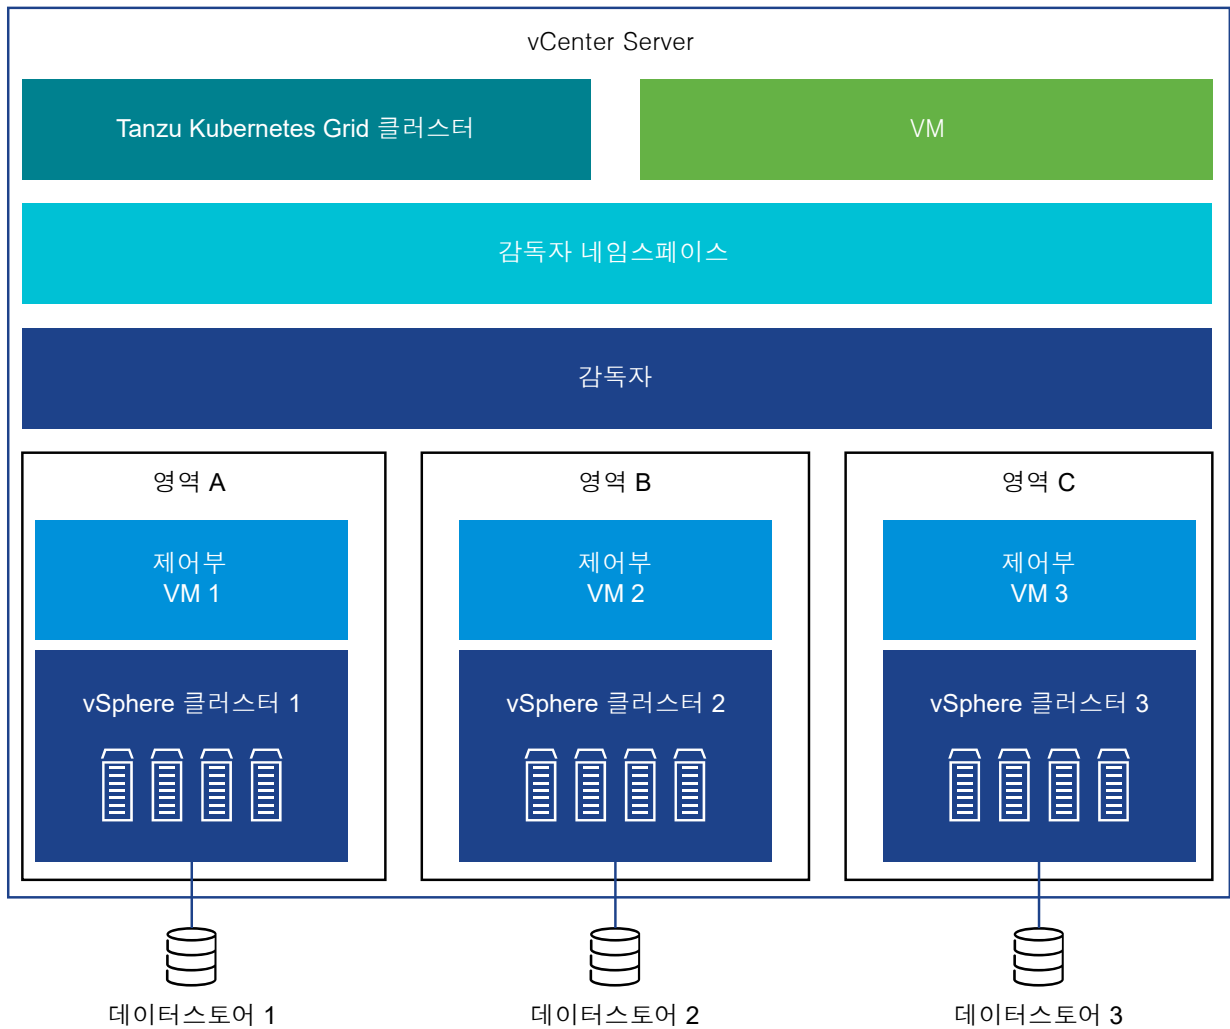 vCenter Server
Tanzu Kubernetes Grid 클러스터
VM
감독자 네임스페이스
감독자
영역 A
제어부
VM 1
vSphere 클러스터 1
영역 B
제어부
VM 2
vSphere 클러스터 2
영역 C
제어부
VM 3
vSphere 클러스터 3
데이터스토어 1
데이터스토어 2
데이터스토어 3